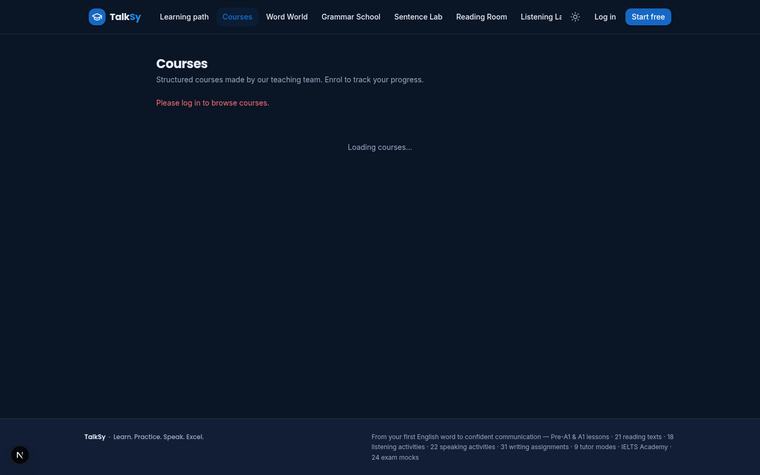 TalkSy
Learning path
Courses
Word World
Grammar School
Sentence Lab
Reading Room
Listening
Log in
Start free
Courses
Structured courses made by our teaching team. Enrol to track your progress.
Please log in to browse courses.
Loading courses...
TalkSy · Learn. Practice. Speak. Excel.
From your first English word to confident communication — Pre-A1 & A1 lessons · 21 reading texts · 18
listening activities · 22 speaking activities · 31 writing assignments · 9 tutor modes · IELTS Academy ·
24 exam mocks
N